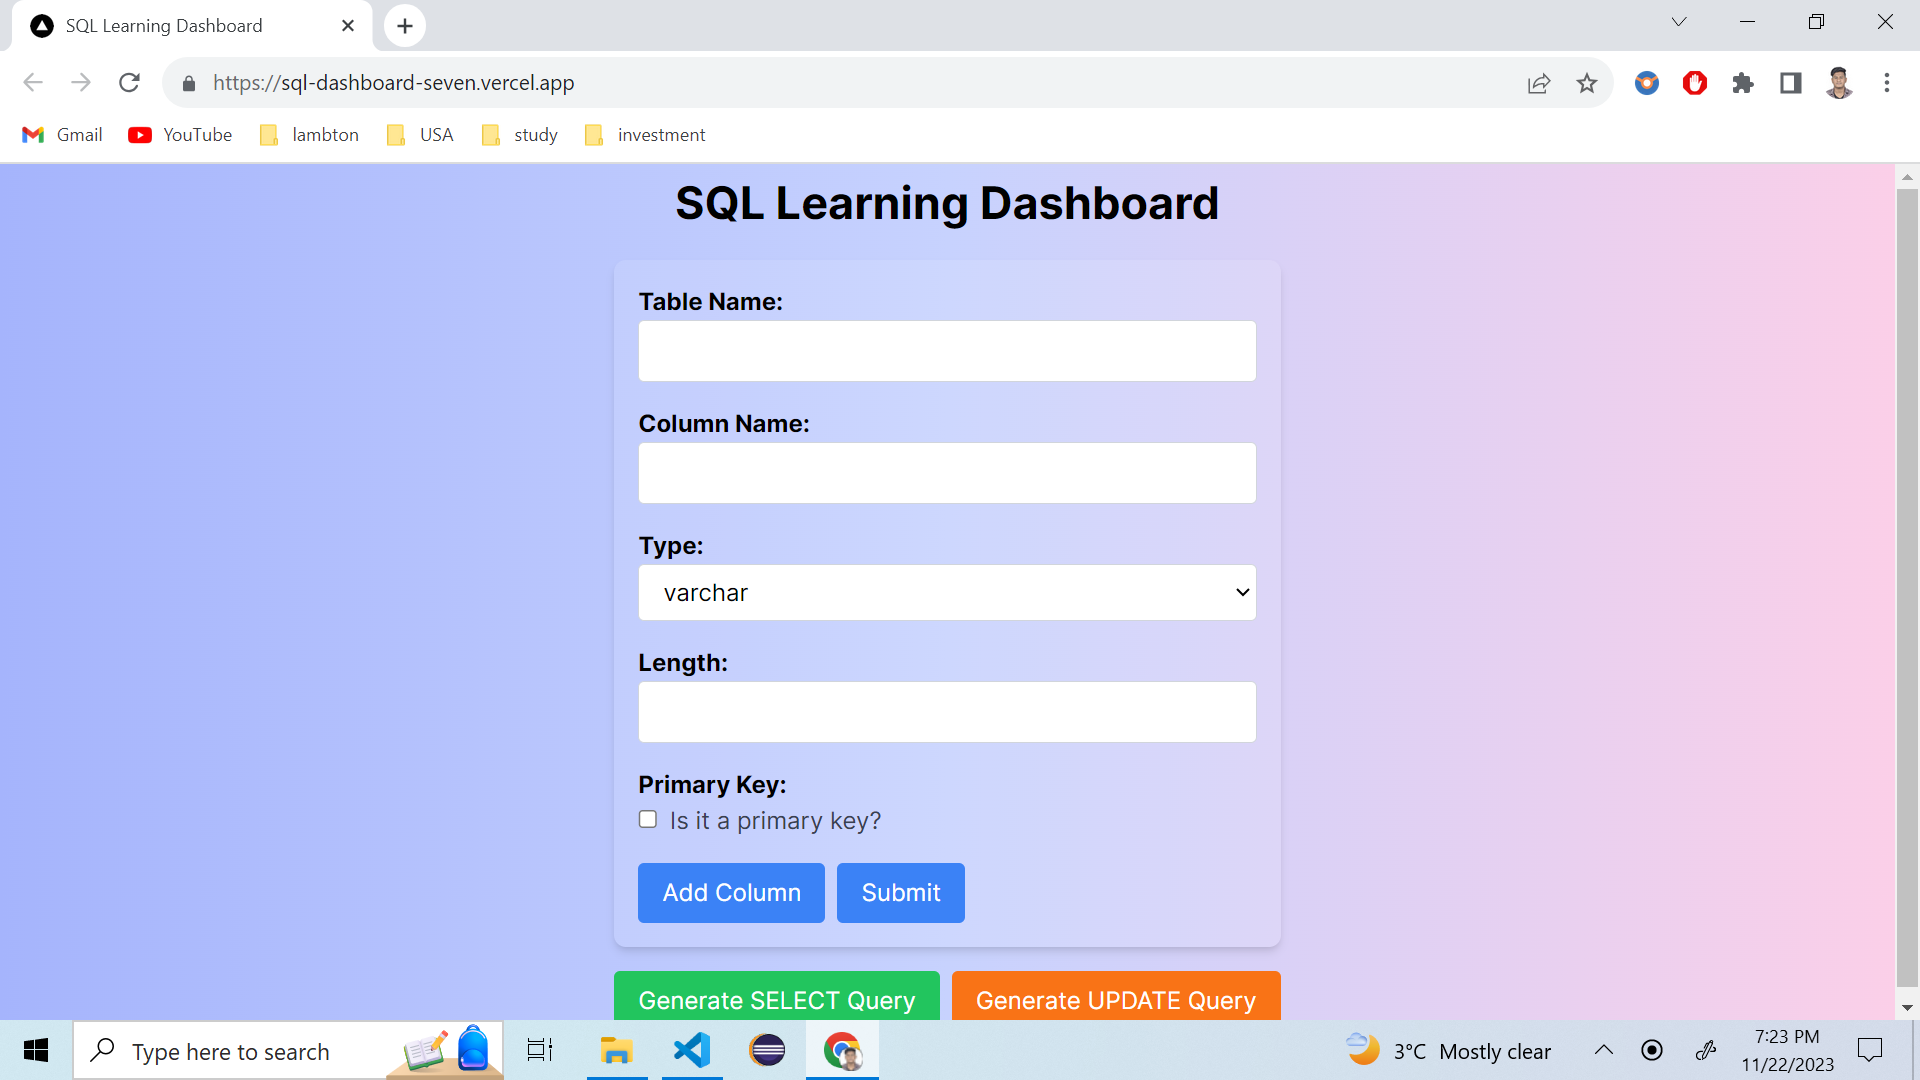 SQL Learning Dashboard
https://sql-dashboard-seven.vercel.app
Gmail YouTube lambton USA study investment
SQL Learning Dashboard
Table Name:
Column Name:
Type:
varchar
Length:
Primary Key:
Is it a primary key?
Add Column Submit
Generate SELECT Query Generate UPDATE Query
Type here to search
3°C Mostly clear
7:23 PM
11/22/2023